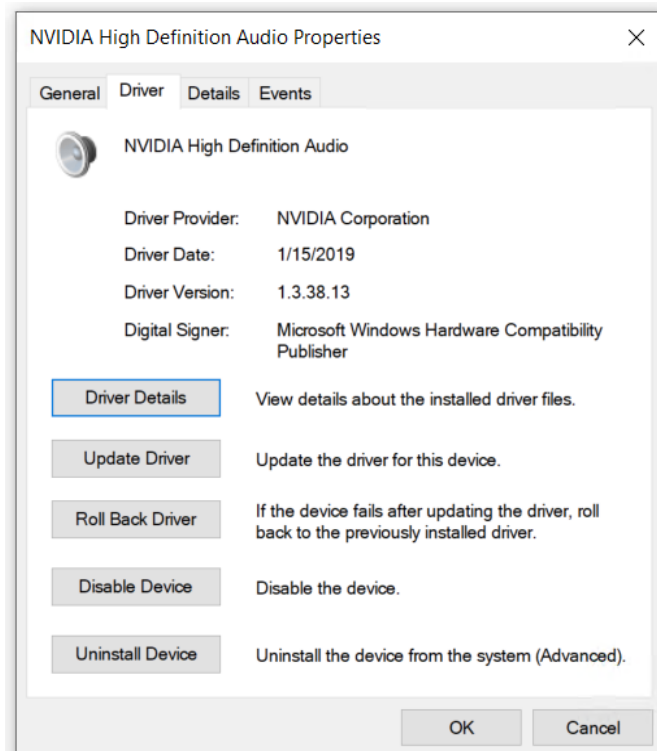 NVIDIA High Definition Audio Properties
General Driver Details Events
NVIDIA High Definition Audio
Driver Provider: NVIDIA Corporation
Driver Date: 1/15/2019
Driver Version: 1.3.38.13
Digital Signer: Microsoft Windows Hardware Compatibility
Publisher
Driver Details View details about the installed driver files.
Update Driver Update the driver for this device.
Roll Back Driver If the device fails after updating the driver, roll
back to the previously installed driver.
Disable Device Disable the device.
Uninstall Device Uninstall the device from the system (Advanced).
OK Cancel